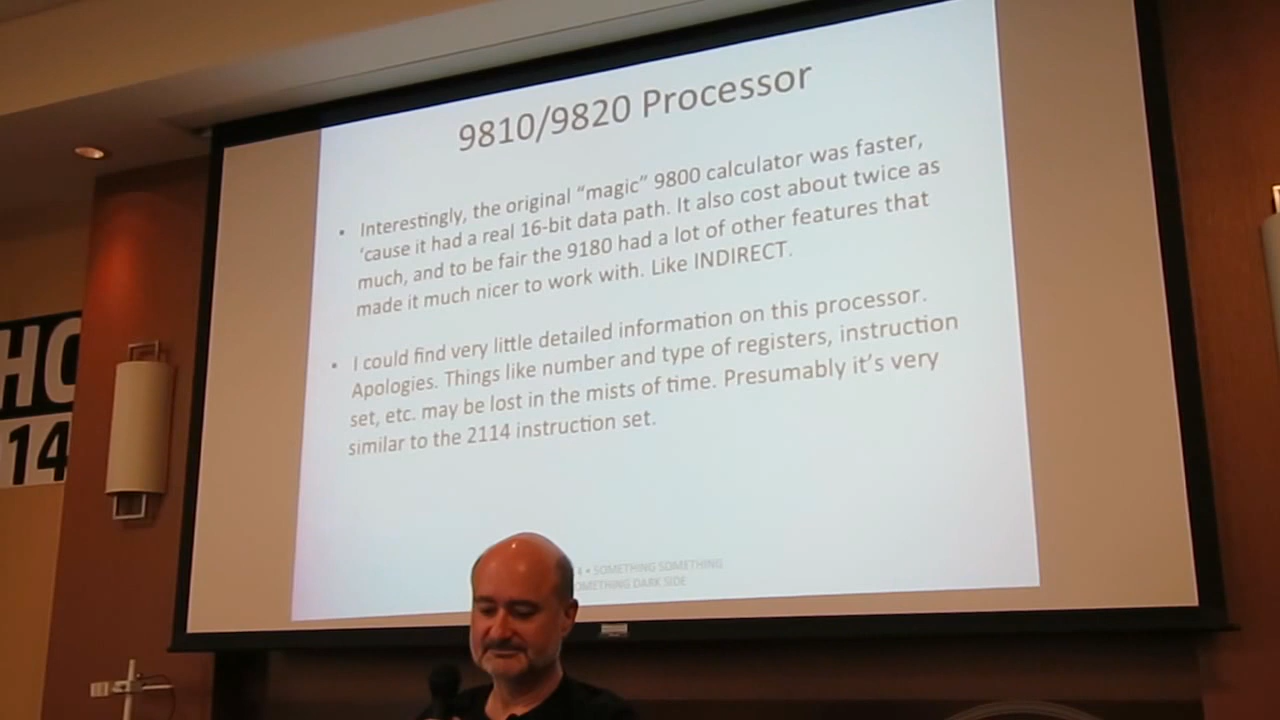 9810/9820 Processor
• Interestingly, the original “magic” 9800 calculator was faster,
‘cause it had a real 16-bit data path. It also cost about twice as
much, and to be fair the 9180 had a lot of other features that
made it much nicer to work with. Like INDIRECT.
• I could find very little detailed information on this processor.
Apologies. Things like number and type of registers, instruction
set, etc. may be lost in the mists of time. Presumably it’s very
similar to the 2114 instruction set.
• SOMETHING SOMETHING
DARK SIDE
14